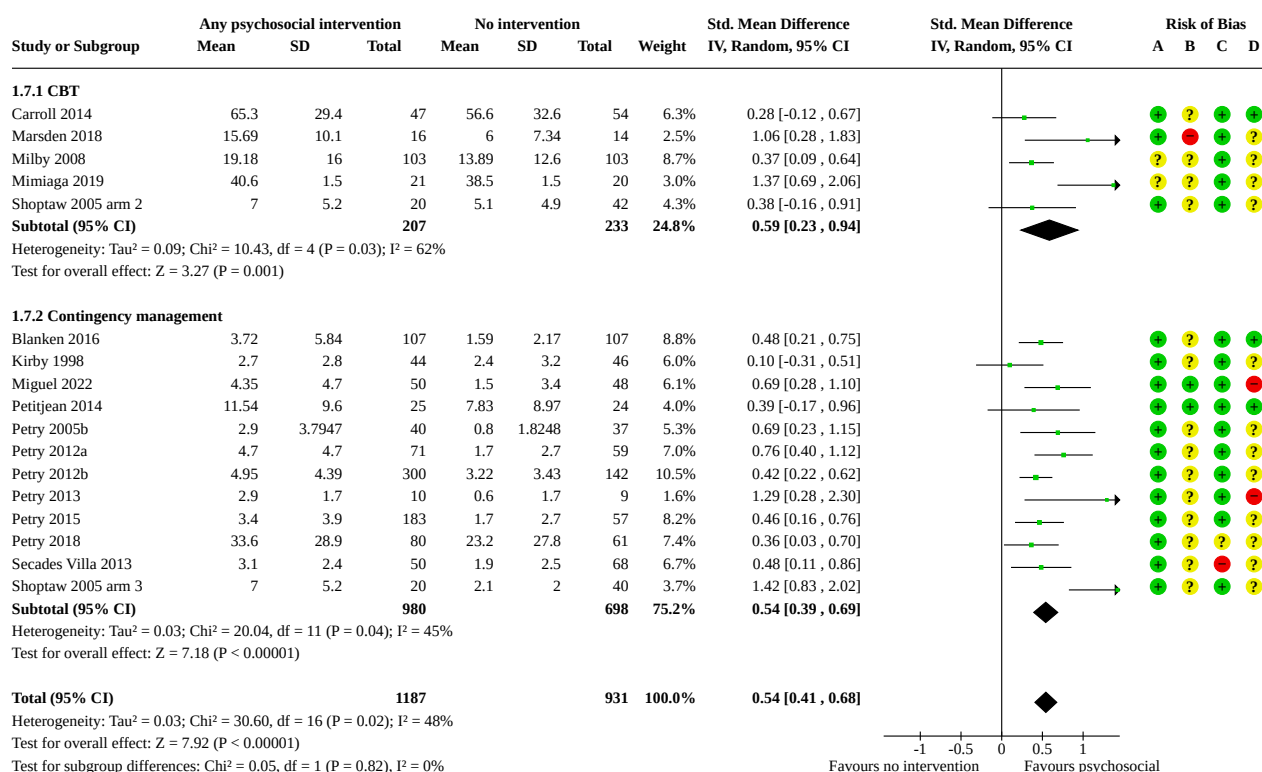 Any psychosocial intervention No intervention Std. Mean Difference Std. Mean Difference Risk of Bias
Study or Subgroup Mean SD Total Mean SD Total Weight IV, Random, 95% CI IV, Random, 95% CI A B C D
1.7.1 CBT
Carroll 2014 65.3 29.4 47 56.6 32.6 54 6.3% 0.28 [-0.12 , 0.67] + ? + +
Marsden 2018 15.69 10.1 16 6 7.34 14 2.5% 1.06 [0.28 , 1.83] + − + ?
Milby 2008 19.18 16 103 13.89 12.6 103 8.7% 0.37 [0.09 , 0.64] ? ? + ?
Mimiaga 2019 40.6 1.5 21 38.5 1.5 20 3.0% 1.37 [0.69 , 2.06] ? ? + ?
Shoptaw 2005 arm 2 7 5.2 20 5.1 4.9 42 4.3% 0.38 [-0.16 , 0.91] + ? + ?
Subtotal (95% CI) 207 233 24.8% 0.59 [0.23 , 0.94]
Heterogeneity: Tau² = 0.09; Chi² = 10.43, df = 4 (P = 0.03); I² = 62%
Test for overall effect: Z = 3.27 (P = 0.001)
1.7.2 Contingency management
Blanken 2016 3.72 5.84 107 1.59 2.17 107 8.8% 0.48 [0.21 , 0.75] + ? + +
Kirby 1998 2.7 2.8 44 2.4 3.2 46 6.0% 0.10 [-0.31 , 0.51] + ? + ?
Miguel 2022 4.35 4.7 50 1.5 3.4 48 6.1% 0.69 [0.28 , 1.10] + + + −
Petitjean 2014 11.54 9.6 25 7.83 8.97 24 4.0% 0.39 [-0.17 , 0.96] + + + +
Petry 2005b 2.9 3.7947 40 0.8 1.8248 37 5.3% 0.69 [0.23 , 1.15] + ? + ?
Petry 2012a 4.7 4.7 71 1.7 2.7 59 7.0% 0.76 [0.40 , 1.12] + ? + ?
Petry 2012b 4.95 4.39 300 3.22 3.43 142 10.5% 0.42 [0.22 , 0.62] + ? + ?
Petry 2013 2.9 1.7 10 0.6 1.7 9 1.6% 1.29 [0.28 , 2.30] + ? + −
Petry 2015 3.4 3.9 183 1.7 2.7 57 8.2% 0.46 [0.16 , 0.76] + ? + ?
Petry 2018 33.6 28.9 80 23.2 27.8 61 7.4% 0.36 [0.03 , 0.70] + ? ? ?
Secades Villa 2013 3.1 2.4 50 1.9 2.5 68 6.7% 0.48 [0.11 , 0.86] + ? − ?
Shoptaw 2005 arm 3 7 5.2 20 2.1 2 40 3.7% 1.42 [0.83 , 2.02] + ? + ?
Subtotal (95% CI) 980 698 75.2% 0.54 [0.39 , 0.69]
Heterogeneity: Tau² = 0.03; Chi² = 20.04, df = 11 (P = 0.04); I² = 45%
Test for overall effect: Z = 7.18 (P < 0.00001)
Total (95% CI) 1187 931 100.0% 0.54 [0.41 , 0.68]
Heterogeneity: Tau² = 0.03; Chi² = 30.60, df = 16 (P = 0.02); I² = 48%
Test for overall effect: Z = 7.92 (P < 0.00001) -1 -0.5 0 0.5 1
Test for subgroup differences: Chi² = 0.05, df = 1 (P = 0.82), I² = 0% Favours no intervention Favours psychosocial